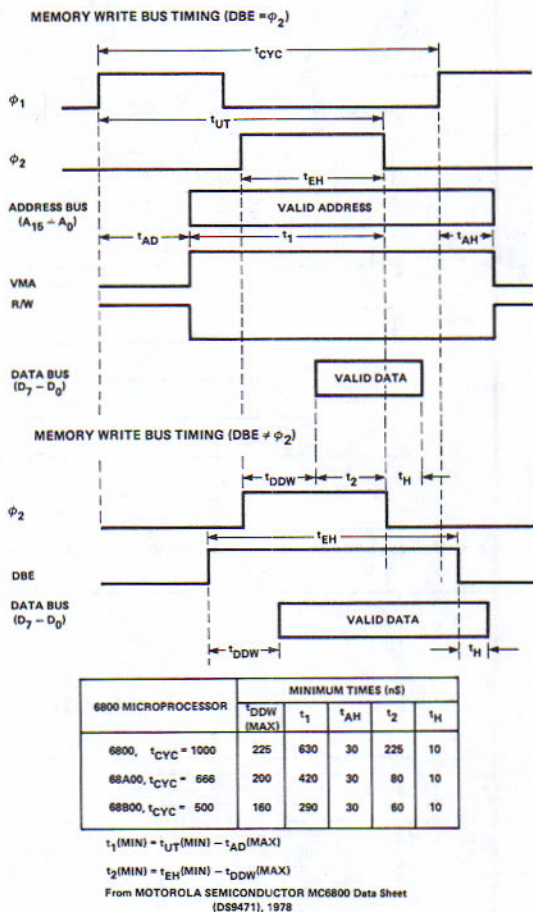 MEMORY WRITE BUS TIMING (DBE = ϕ2)
tCYC
ϕ1
tUT
ϕ2
tEH
ADDRESS BUS
(A15 ÷ A0)
VALID ADDRESS
tAD
t1
tAH
VMA
R/W
DATA BUS
(D7 – D0)
VALID DATA
MEMORY WRITE BUS TIMING (DBE ≠ ϕ2)
tDDW
t2
tH
ϕ2
tEH
DBE
DATA BUS
(D7 – D0)
VALID DATA
tDDW
tH
6800 MICROPROCESSOR
MINIMUM TIMES (nS)
tDDW (MAX) t1 tAH t2 tH
6800, tCYC = 1000 225 630 30 225 10
68A00, tCYC = 666 200 420 30 80 10
68B00, tCYC = 500 160 290 30 60 10
t1(MIN) = tUT(MIN) – tAD(MAX)
t2(MIN) = tEH(MIN) – tDDW(MAX)
From MOTOROLA SEMICONDUCTOR MC6800 Data Sheet
(DS9471), 1978